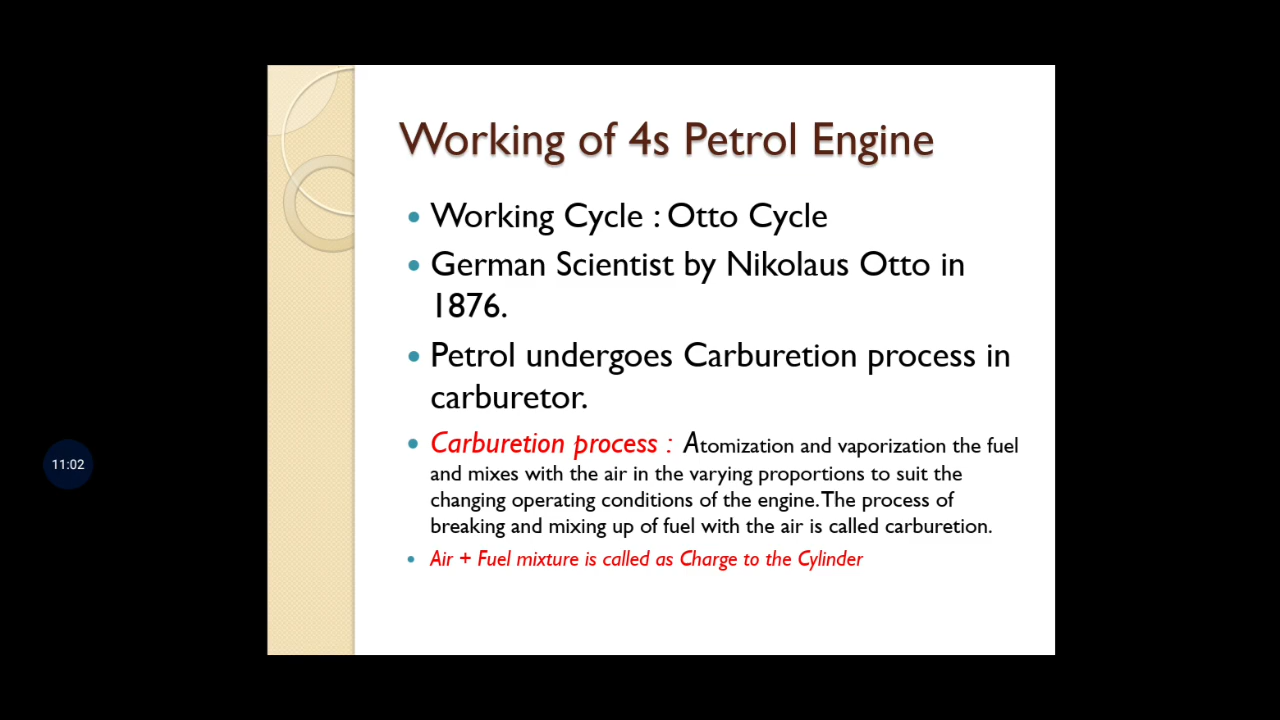 Working of 4s Petrol Engine
Working Cycle : Otto Cycle
German Scientist by Nikolaus Otto in
1876.
Petrol undergoes Carburetion process in
carburetor.
Carburetion process : Atomization and vaporization the fuel
and mixes with the air in the varying proportions to suit the
changing operating conditions of the engine. The process of
breaking and mixing up of fuel with the air is called carburetion.
Air + Fuel mixture is called as Charge to the Cylinder
11:02